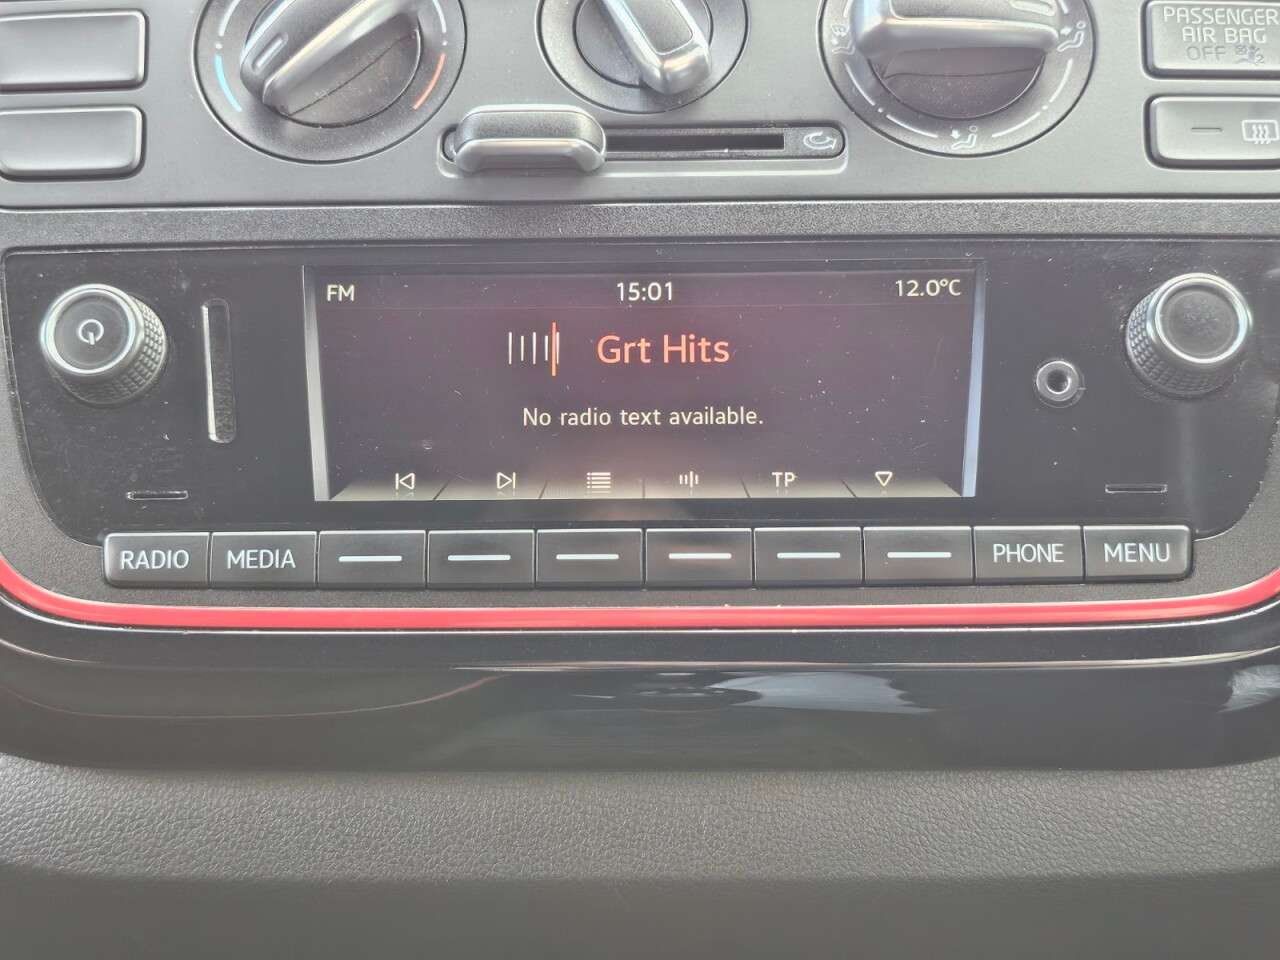 PASSENGER
AIR BAG
OFF
2
FM 15:01 12.0°C
Grt Hits
No radio text available.
TP
RADIO MEDIA PHONE MENU